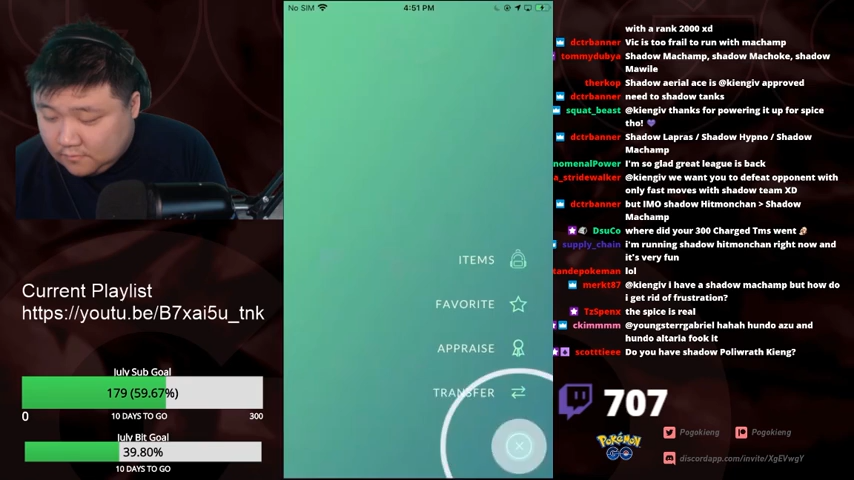 No SIM
4:51 PM
ITEMS
FAVORITE
APPRAISE
TRANSFER
Current Playlist
https://youtu.be/B7xai5u_tnk
July Sub Goal
179 (59.67%)
0
10 DAYS TO GO
300
July Bit Goal
39.80%
10 DAYS TO GO
with a rank 2000 xd
dctrbanner Vic is too frail to run with machamp
tommydubya Shadow Machamp, shadow Machoke, shadow
Mawile
therkop Shadow aerial ace is @kiengiv approved
dctrbanner need to shadow tanks
squat_beast @kiengiv thanks for powering it up for spice
tho! 💜
dctrbanner Shadow Lapras / Shadow Hypno / Shadow
Machamp
nomenalPower I'm so glad great league is back
a_stridewalker @kiengiv we want you to defeat opponent with
only fast moves with shadow team XD
dctrbanner but IMO shadow Hitmonchan > Shadow
Machamp
DsuCo where did your 300 Charged Tms went
supply_chain i'm running shadow hitmonchan right now and
it's very fun
tandepokeman lol
merkt87 @kiengiv i have a shadow machamp but how do
i get rid of frustration?
TzSpenx the spice is real
ckimmmm @youngsterrgabriel hahah hundo azu and
hundo altaria fook it
scotttieee Do you have shadow Poliwrath Kieng?
707
Pokémon
GO
Pogokieng
Pogokieng
discordapp.com/invite/XgEVwgY